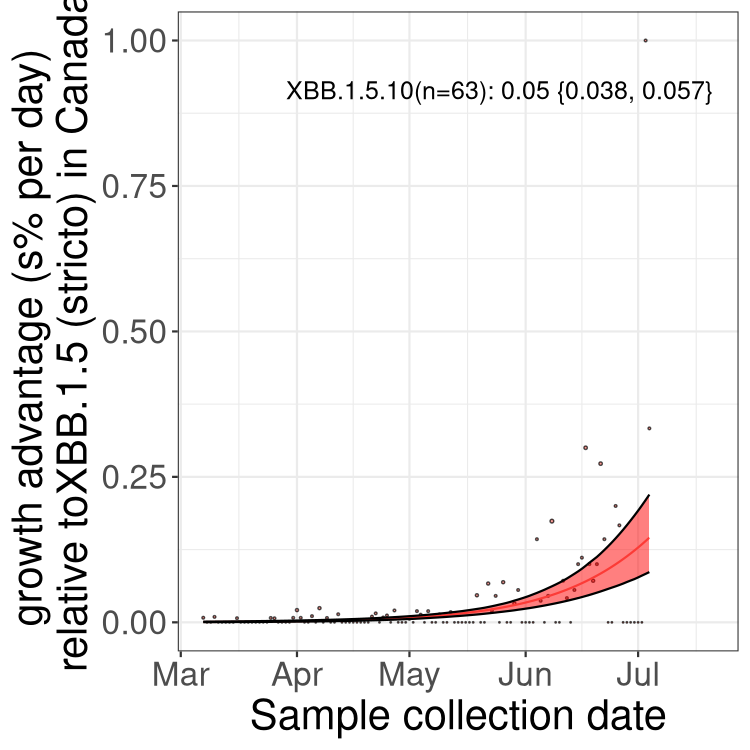 growth advantage (s% per day)
relative toXBB.1.5 (stricto) in Canada
1.00
0.75
0.50
0.25
0.00
XBB.1.5.10(n=63): 0.05 {0.038, 0.057}
Mar Apr May Jun Jul
Sample collection date